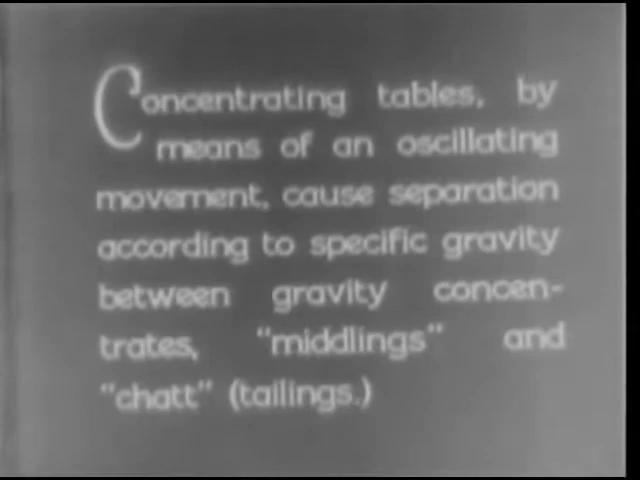 Concentrating tables, by
means of an oscillating
movement, cause separation
according to specific gravity
between gravity concen-
trates, "middlings" and
"chatt" (tailings.)